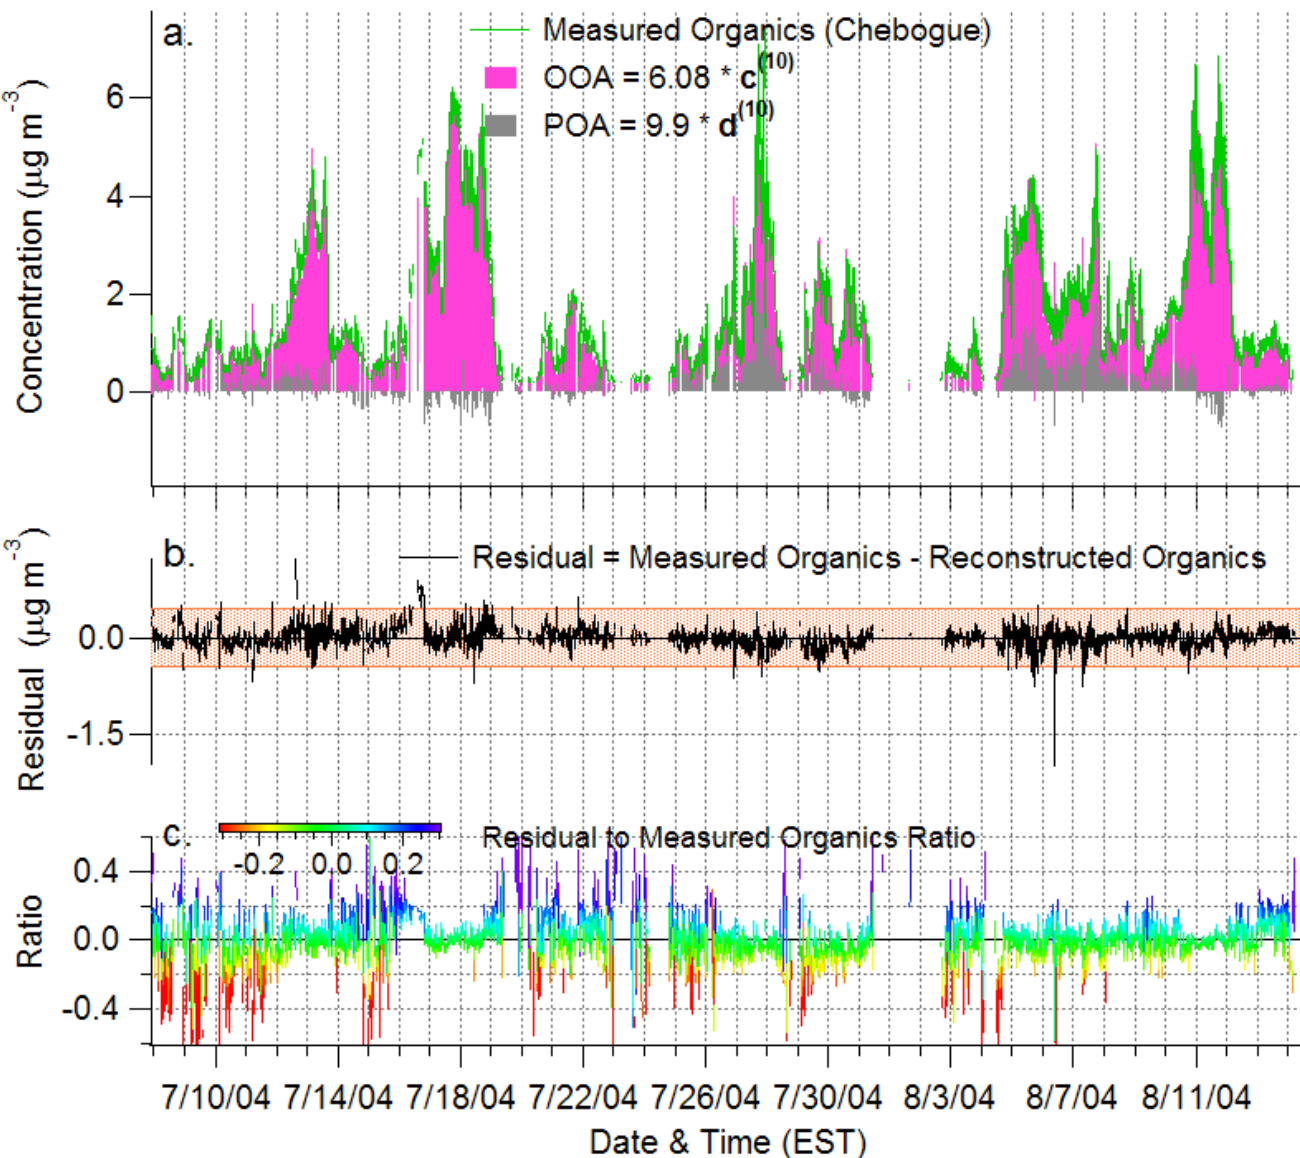 a.
Measured Organics (Chebogue)
OOA = 6.08 * c(10)
POA = 9.9 * d(10)
Concentration (µg m-3)
6
4
2
0
b.
Residual = Measured Organics - Reconstructed Organics
Residual (µg m-3)
0.0
-1.5
c.
Residual to Measured Organics Ratio
-0.2 0.0 0.2
Ratio
0.4
0.0
-0.4
7/10/04 7/14/04 7/18/04 7/22/04 7/26/04 7/30/04 8/3/04 8/7/04 8/11/04
Date & Time (EST)